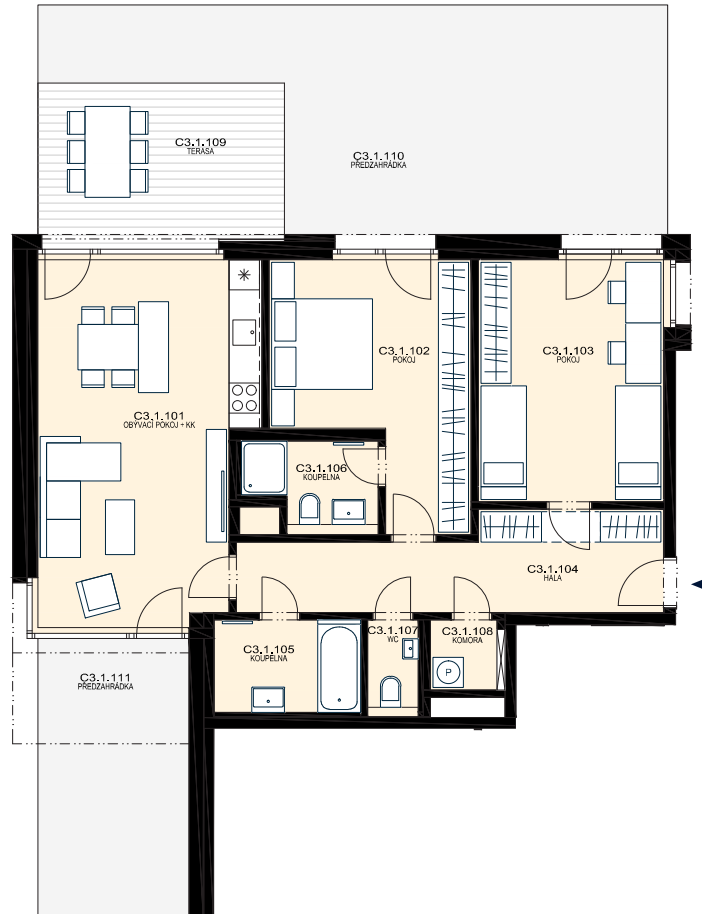 C3.1.109
TERASA
C3.1.110
PŘEDZAHRÁDKA
C3.1.102
POKOJ
C3.1.103
POKOJ
C3.1.101
OBÝVACÍ POKOJ + KK
C3.1.106
KOUPELNA
C3.1.104
HALA
C3.1.107
WC
C3.1.108
KOMORA
C3.1.105
KOUPELNA
P
C3.1.111
PŘEDZAHRÁDKA